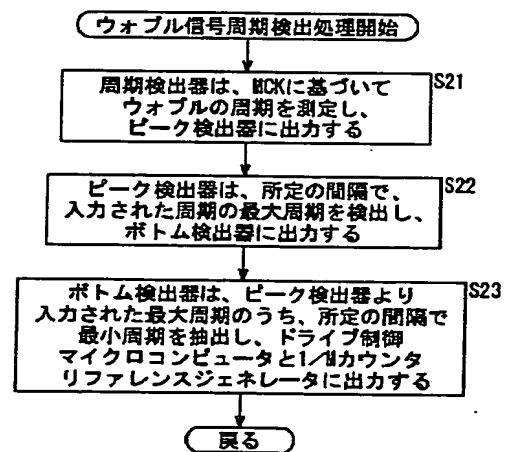 ウォブル信号周期検出処理開始
周期検出器は、MCKに基づいて
ウォブルの周期を測定し、
ピーク検出器に出力する
S21
ピーク検出器は、所定の間隔で、
入力された周期の最大周期を検出し、
ボトム検出器に出力する
S22
ボトム検出器は、ピーク検出器より
入力された最大周期のうち、所定の間隔で
最小周期を抽出し、ドライブ制御
マイクロコンピュータと1/Mカウンタ
リファレンスジェネレータに出力する
S23
戻る